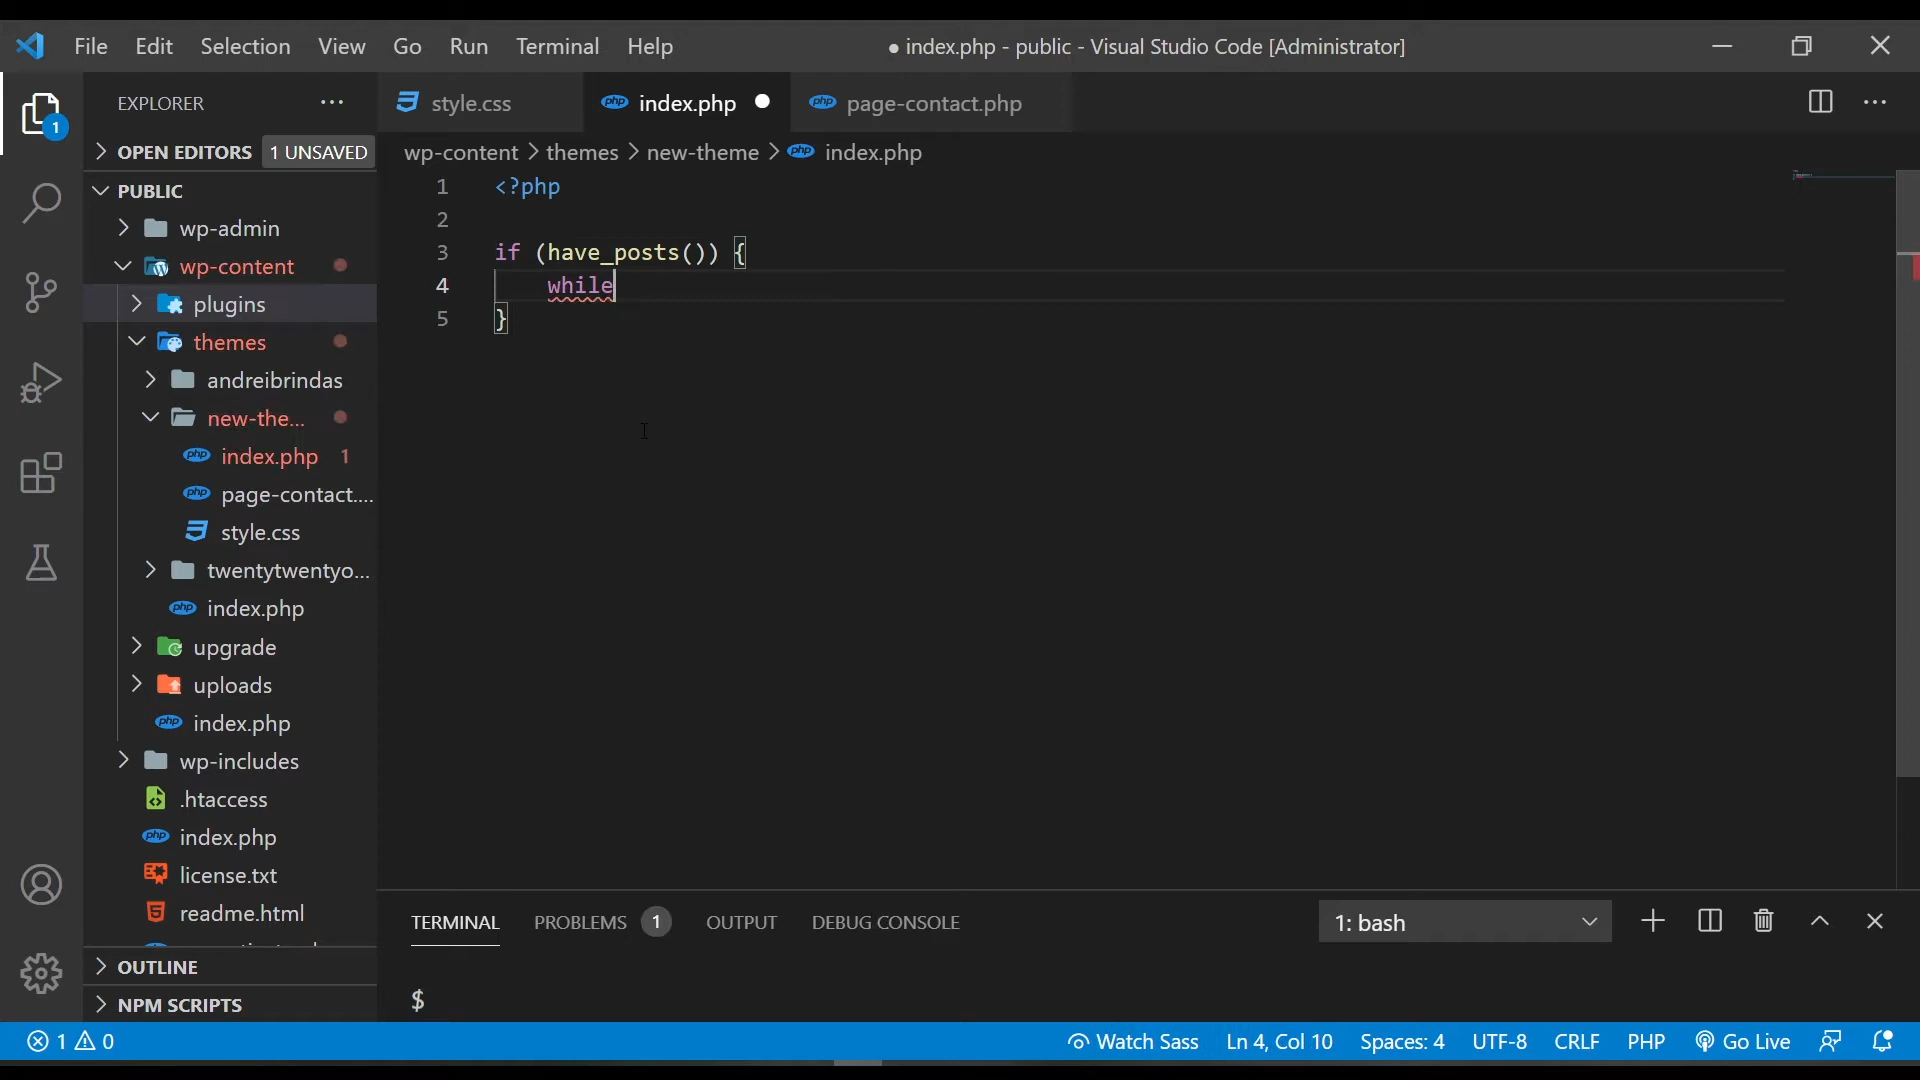 File Edit Selection View Go Run Terminal Help ● index.php - public - Visual Studio Code [Administrator]
EXPLORER ···
style.css index.php page-contact.php
OPEN EDITORS 1 UNSAVED
wp-content > themes > new-theme > index.php
PUBLIC
wp-admin
wp-content
plugins
themes
andreibrindas
new-the...
index.php 1
page-contact....
style.css
twentytwentyo...
index.php
upgrade
uploads
index.php
wp-includes
.htaccess
index.php
license.txt
readme.html
OUTLINE
NPM SCRIPTS
1
1 <?php
2
3 if (have_posts()) {
4 while
5 }
TERMINAL PROBLEMS 1 OUTPUT DEBUG CONSOLE 1: bash
$
1 0 Watch Sass Ln 4, Col 10 Spaces: 4 UTF-8 CRLF PHP Go Live